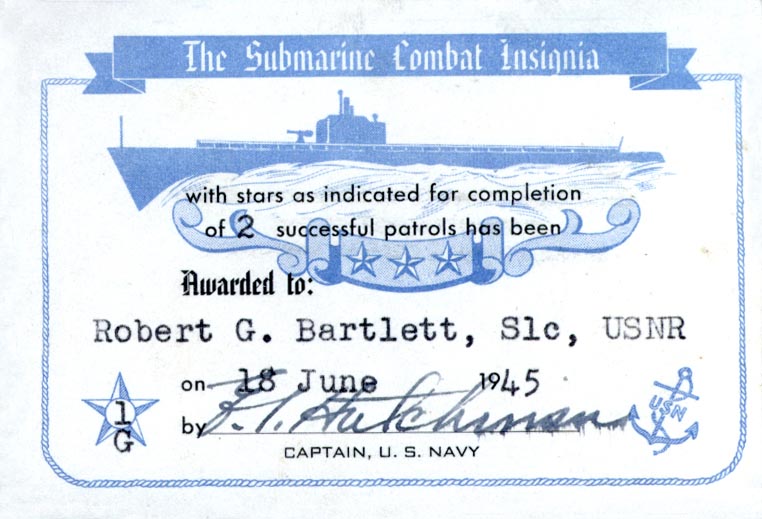 The Submarine Combat Insignia
with stars as indicated for completion
of 2 successful patrols has been
Awarded to:
Robert G. Bartlett, Slc, USNR
on 18 June 1945
1
G
by
USN
CAPTAIN, U. S. NAVY